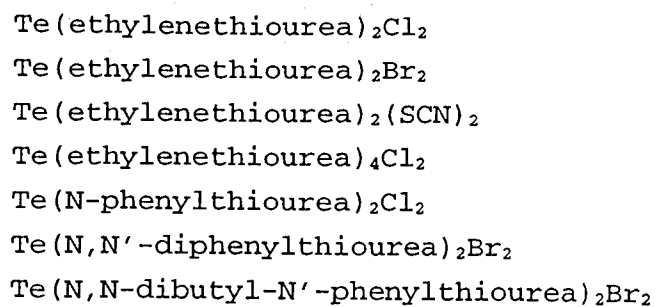 Te(ethylenethiourea)₂Cl₂
Te(ethylenethiourea)₂Br₂
Te(ethylenethiourea)₂(SCN)₂
Te(ethylenethiourea)₄Cl₂
Te(N-phenylthiourea)₂Cl₂
Te(N,N′-diphenylthiourea)₂Br₂
Te(N,N-dibutyl-N′-phenylthiourea)₂Br₂